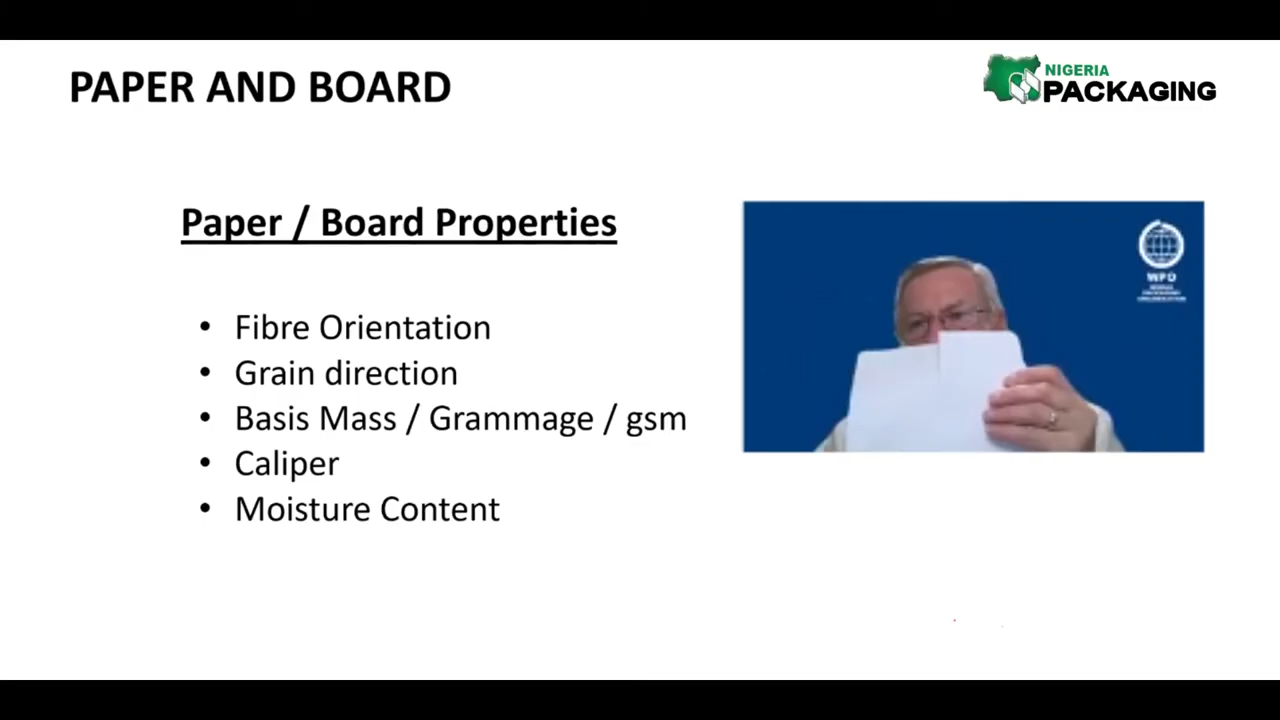 PAPER AND BOARD
NIGERIA
PACKAGING
Paper / Board Properties
• Fibre Orientation
• Grain direction
• Basis Mass / Grammage / gsm
• Caliper
• Moisture Content
WPO